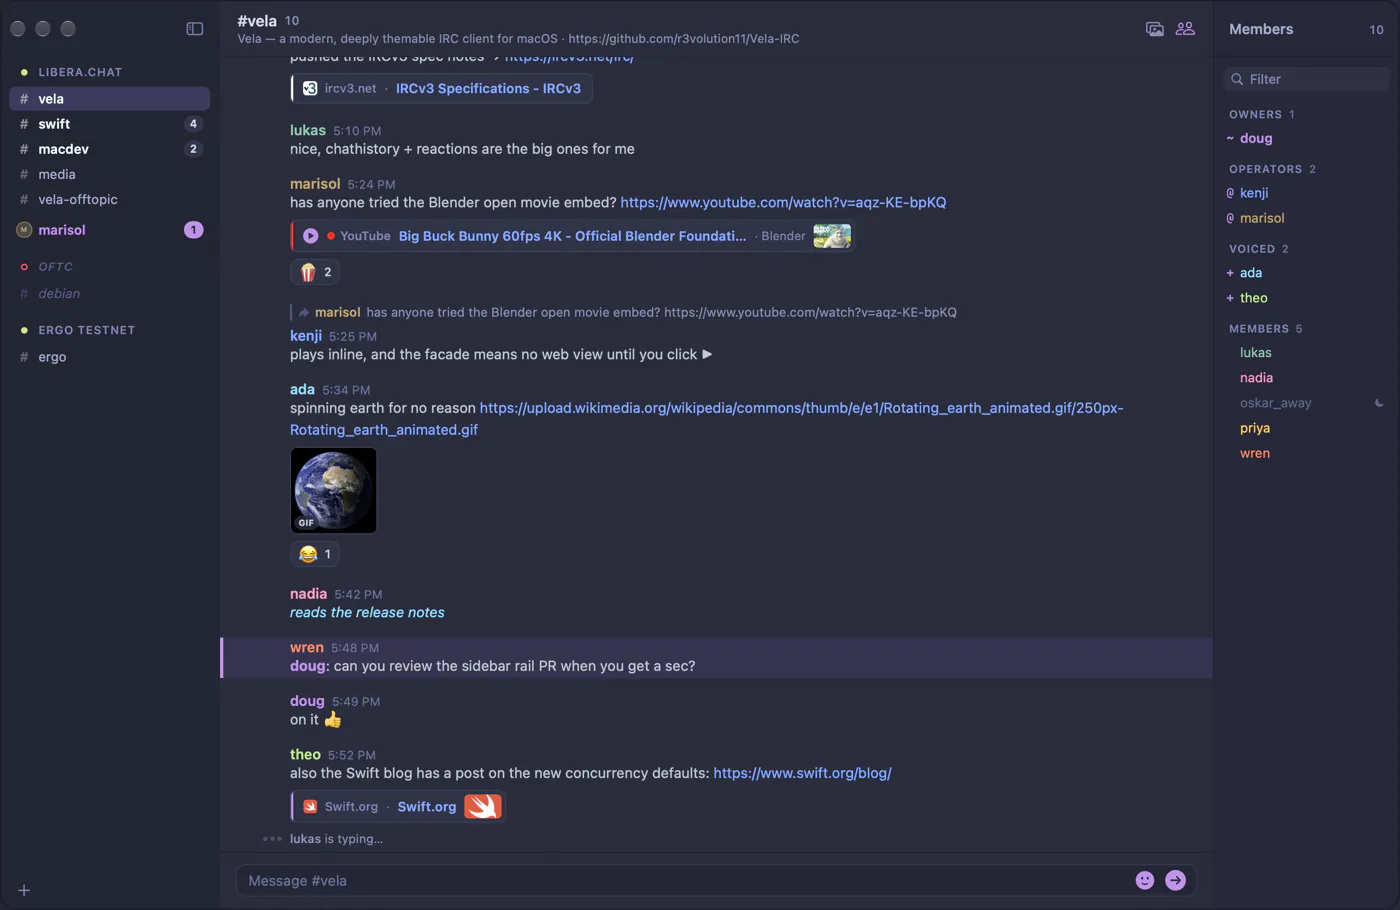 LIBERA.CHAT
# vela
# swift 4
# macdev 2
# media
# vela-offtopic
M marisol 1
OFTC
# debian
ERGO TESTNET
# ergo
#vela 10
Vela — a modern, deeply themable IRC client for macOS · https://github.com/r3volution11/Vela-IRC
pushed the IRCv3 spec notes → https://ircv3.net/irc/
v3 ircv3.net · IRCv3 Specifications - IRCv3
lukas 5:10 PM
nice, chathistory + reactions are the big ones for me
marisol 5:24 PM
has anyone tried the Blender open movie embed? https://www.youtube.com/watch?v=aqz-KE-bpKQ
YouTube Big Buck Bunny 60fps 4K - Official Blender Foundati... · Blender
🍿 2
marisol has anyone tried the Blender open movie embed? https://www.youtube.com/watch?v=aqz-KE-bpKQ
kenji 5:25 PM
plays inline, and the facade means no web view until you click ▶
ada 5:34 PM
spinning earth for no reason https://upload.wikimedia.org/wikipedia/commons/thumb/e/e1/Rotating_earth_animated.gif/250px-
Rotating_earth_animated.gif
GIF
😂 1
nadia 5:42 PM
reads the release notes
wren 5:48 PM
doug: can you review the sidebar rail PR when you get a sec?
doug 5:49 PM
on it 👍
theo 5:52 PM
also the Swift blog has a post on the new concurrency defaults: https://www.swift.org/blog/
Swift.org · Swift.org
lukas is typing...
Message #vela
Members 10
Filter
OWNERS 1
~ doug
OPERATORS 2
@ kenji
@ marisol
VOICED 2
+ ada
+ theo
MEMBERS 5
lukas
nadia
oskar_away
priya
wren